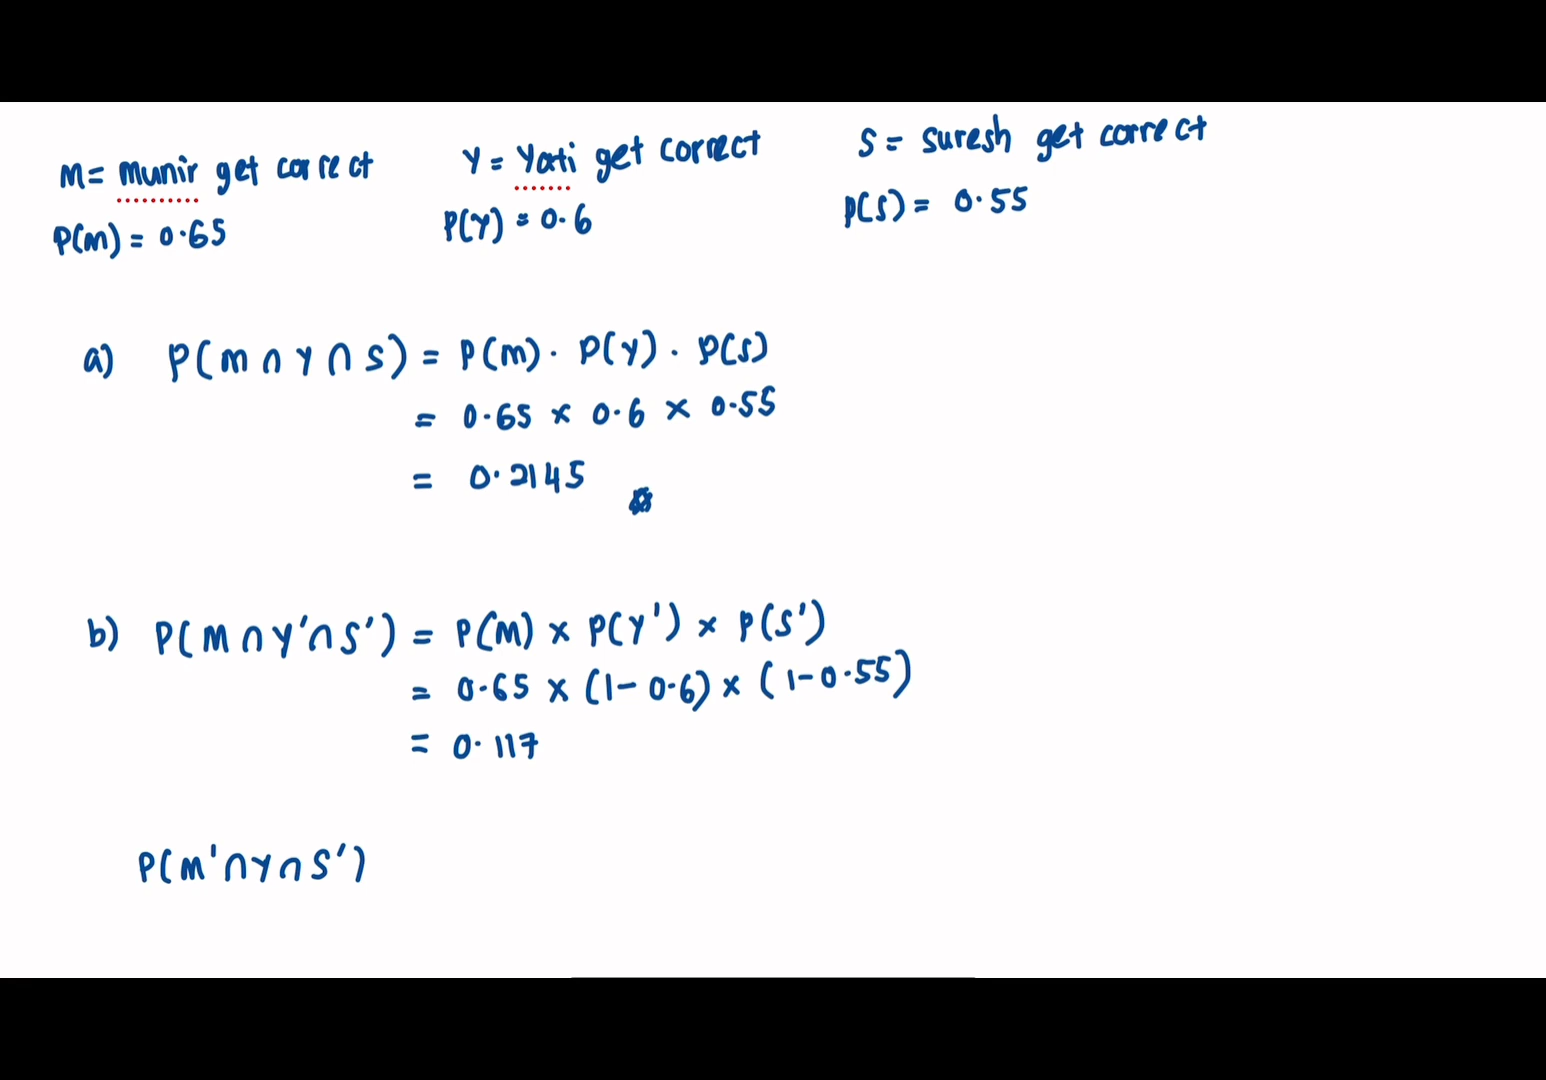 M = Munir get correct
P(M) = 0.65
Y = Yati get correct
P(Y) = 0.6
S = Suresh get correct
P(S) = 0.55
a) P(M ∩ Y ∩ S) = P(M) · P(Y) · P(S)
= 0.65 × 0.6 × 0.55
= 0.2145
b) P(M ∩ Y' ∩ S') = P(M) × P(Y') × P(S')
= 0.65 × (1 - 0.6) × (1 - 0.55)
= 0.117
P(M' ∩ Y ∩ S')